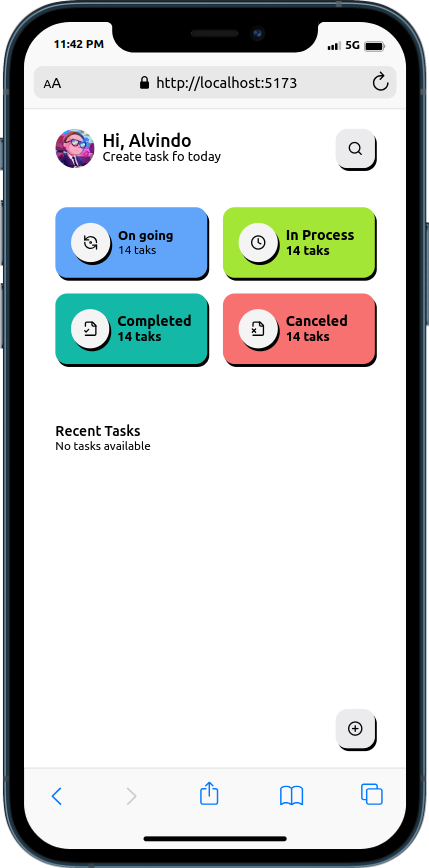 11:42 PM
5G
AA
http://localhost:5173
Hi, Alvindo
Create task fo today
On going
14 taks
In Process
14 taks
Completed
14 taks
Canceled
14 taks
Recent Tasks
No tasks available